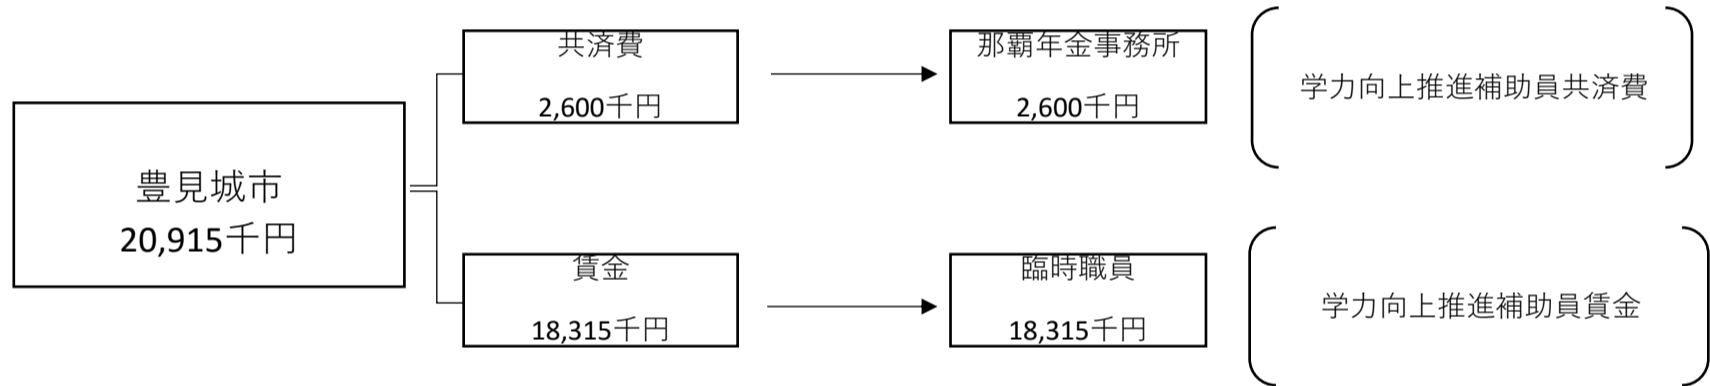 豊見城市
20,915千円
共済費
2,600千円
那覇年金事務所
2,600千円
学力向上推進補助員共済費
賃金
18,315千円
臨時職員
18,315千円
学力向上推進補助員賃金